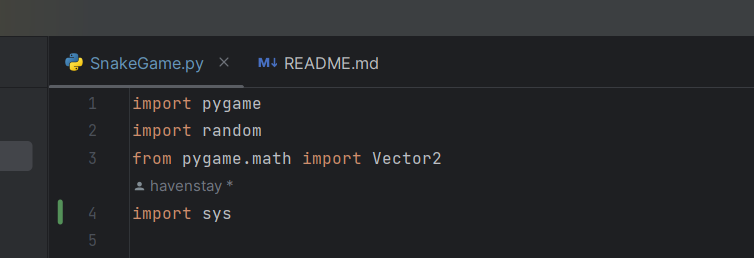 SnakeGame.py × M↓ README.md
1 import pygame
2 import random
3 from pygame.math import Vector2
havenstay *
4 import sys
5